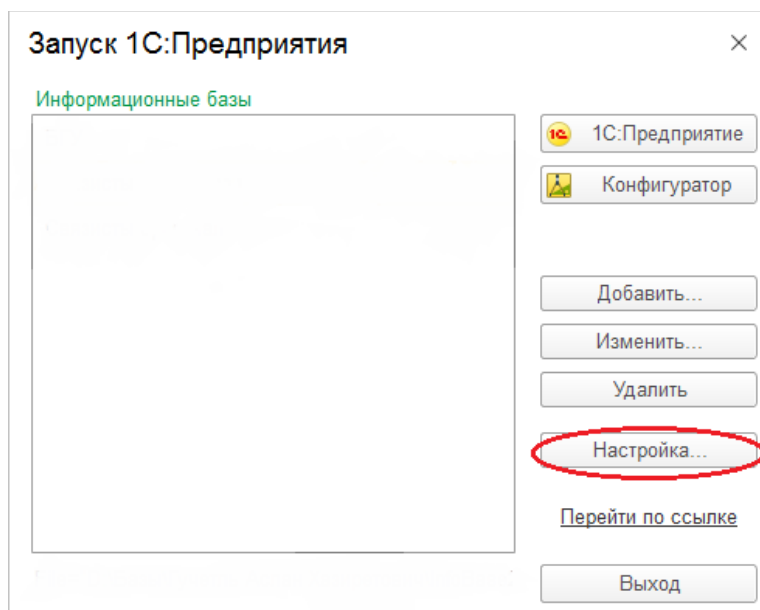 Запуск 1С:Предприятия
Информационные базы
1С:Предприятие
Конфигуратор
Добавить...
Изменить...
Удалить
Настройка...
Перейти по ссылке
Выход